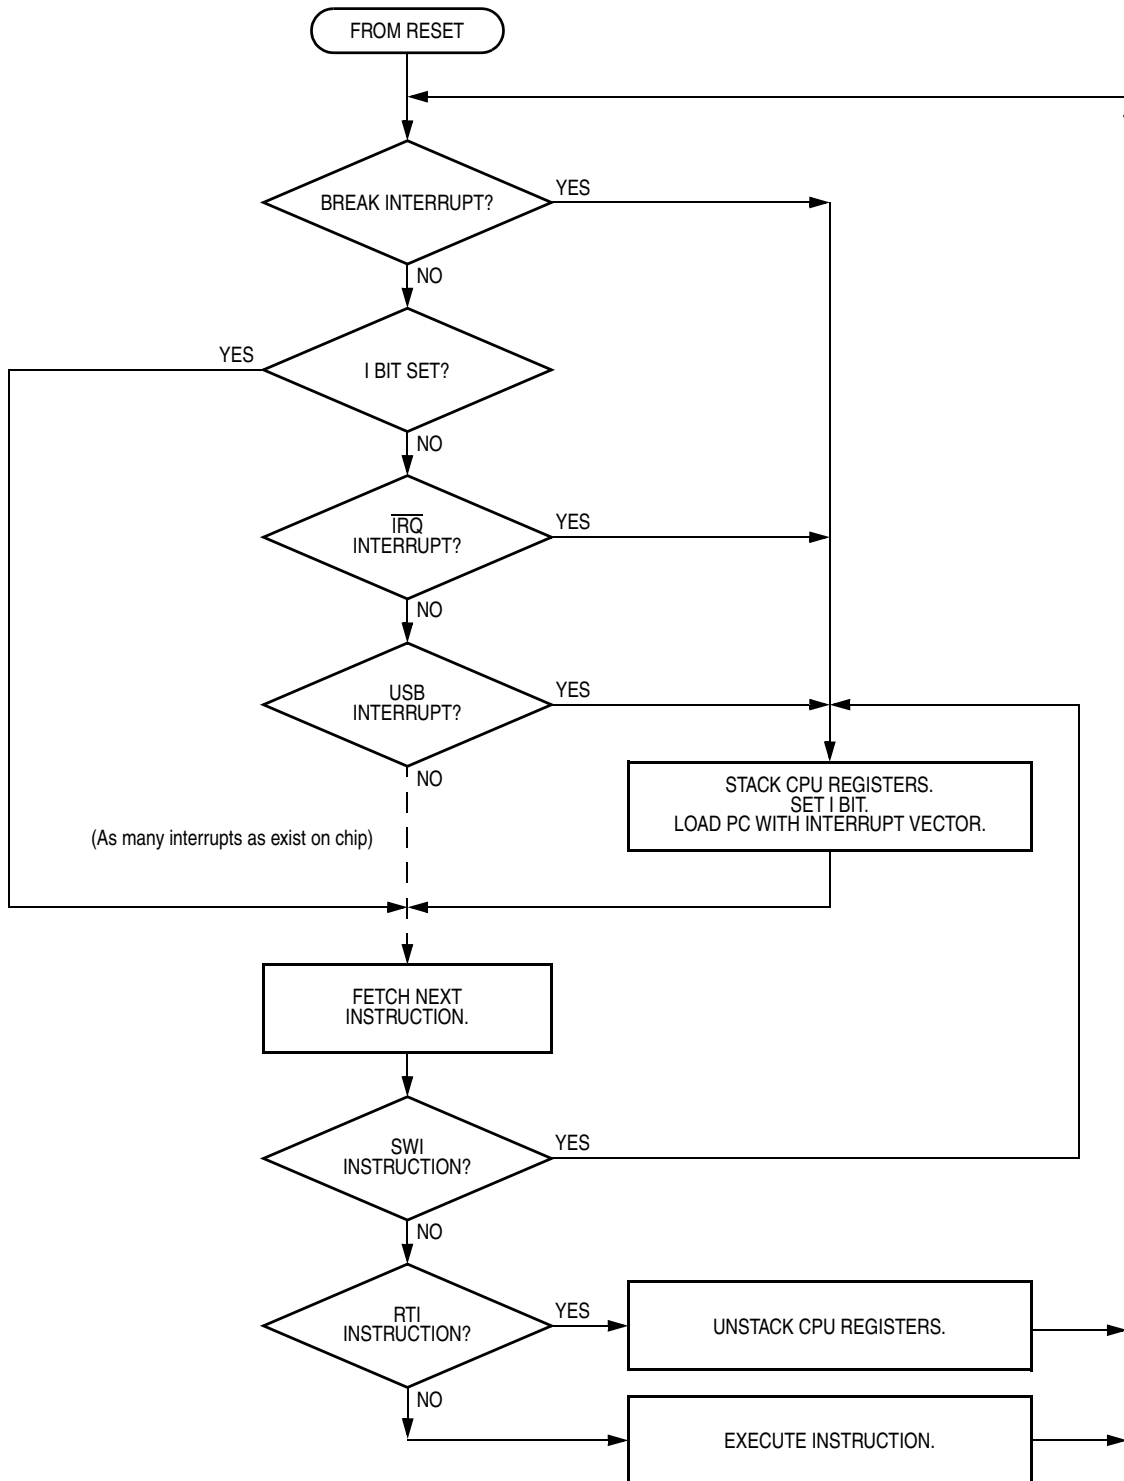 FROM RESET
BREAK INTERRUPT?
YES
NO
YES
I BIT SET?
NO
IRQ
INTERRUPT?
YES
NO
USB
INTERRUPT?
YES
NO
STACK CPU REGISTERS.
SET I BIT.
LOAD PC WITH INTERRUPT VECTOR.
(As many interrupts as exist on chip)
FETCH NEXT
INSTRUCTION.
SWI
INSTRUCTION?
YES
NO
RTI
INSTRUCTION?
YES
UNSTACK CPU REGISTERS.
NO
EXECUTE INSTRUCTION.